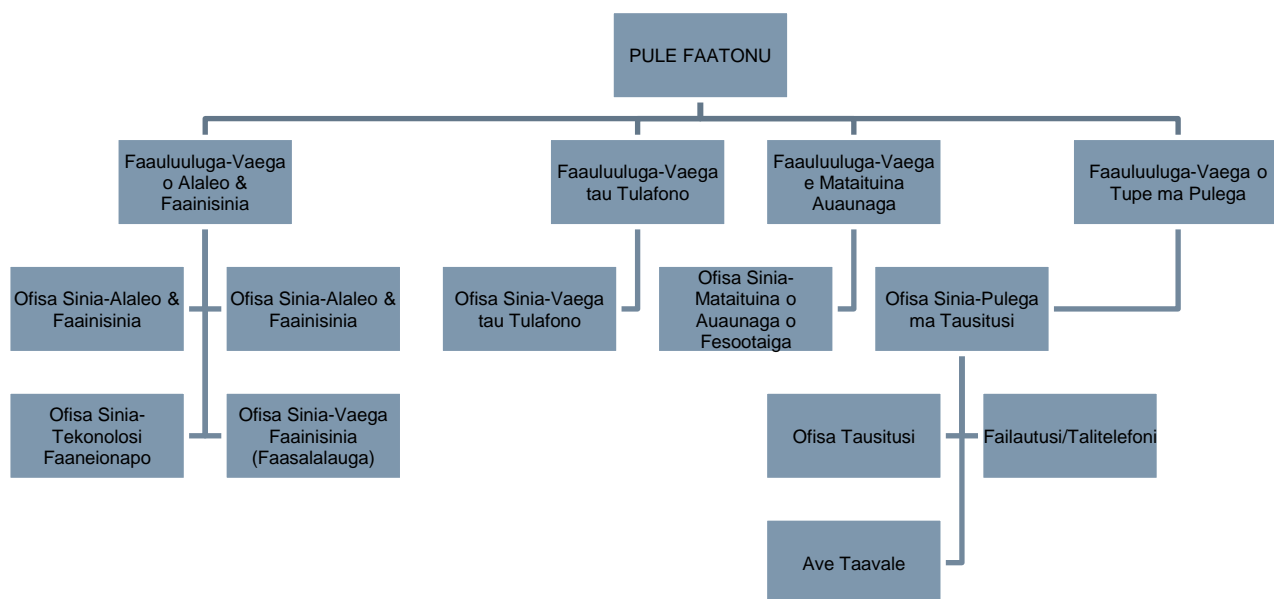 PULE FAATONU
Faauluuluga-Vaega
o Alaleo &
Faainisinia
Faauluuluga-Vaega
tau Tulafono
Faauluuluga-Vaega
e Mataituina
Auaunaga
Faauluuluga-Vaega o
Tupe ma Pulega
Ofisa Sinia-Alaleo &
Faainisinia
Ofisa Sinia-Alaleo &
Faainisinia
Ofisa Sinia-Vaega
tau Tulafono
Ofisa Sinia-
Mataituina o
Auaunaga o
Fesootaiga
Ofisa Sinia-Pulega
ma Tausitusi
Ofisa Sinia-
Tekonolosi
Faaneionapo
Ofisa Sinia-Vaega
Faainisinia
(Faasalalauga)
Ofisa Tausitusi
Failautusi/Talitelefoni
Ave Taavale